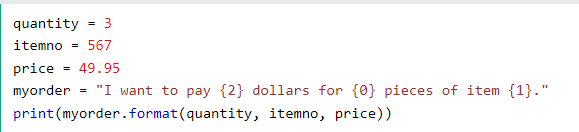 quantity = 3
itemno = 567
price = 49.95
myorder = "I want to pay {2} dollars for {0} pieces of item {1}."
print(myorder.format(quantity, itemno, price))